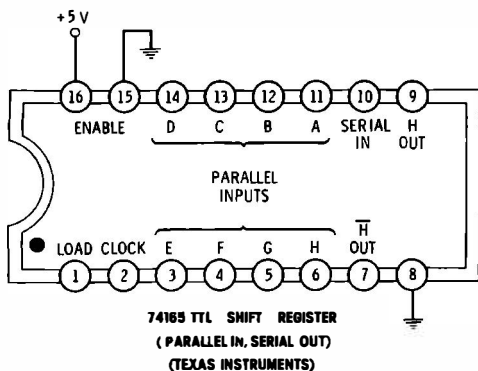 +5 V
16 15 14 13 12 11 10 9
ENABLE D C B A SERIAL IN H OUT
PARALLEL
INPUTS
LOAD CLOCK E F G H H̅ OUT
1 2 3 4 5 6 7 8
74165 TTL SHIFT REGISTER
(PARALLEL IN, SERIAL OUT)
(TEXAS INSTRUMENTS)